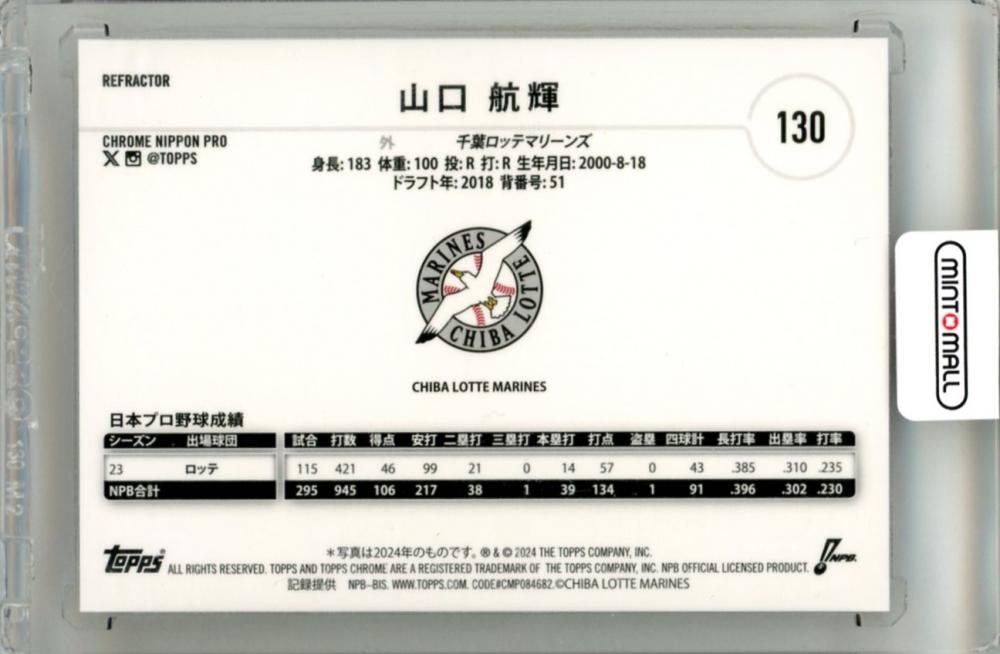 REFRACTOR
山口 航輝
130
CHROME NIPPON PRO
外 千葉ロッテマリーンズ
@TOPPS
身長: 183 体重: 100 投: R 打: R 生年月日: 2000-8-18
ドラフト年: 2018 背番号: 51
MARINES
CHIBA LOTTE
MINT MALL
CHIBA LOTTE MARINES
日本プロ野球成績
シーズン 出場球団 試合 打数 得点 安打 二塁打 三塁打 本塁打 打点 盗塁 四球計 長打率 出塁率 打率
23 ロッテ 115 421 46 99 21 0 14 57 0 43 .385 .310 .235
NPB合計 295 945 106 217 38 1 39 134 1 91 .396 .302 .230
＊写真は2024年のものです。 ® & © 2024 THE TOPPS COMPANY, INC.
topps ALL RIGHTS RESERVED. TOPPS AND TOPPS CHROME ARE A REGISTERED TRADEMARK OF THE TOPPS COMPANY, INC. NPB OFFICIAL LICENSED PRODUCT. NPB.
記録提供 NPB-BIS. WWW.TOPPS.COM. CODE#CMP084682. ©CHIBA LOTTE MARINES